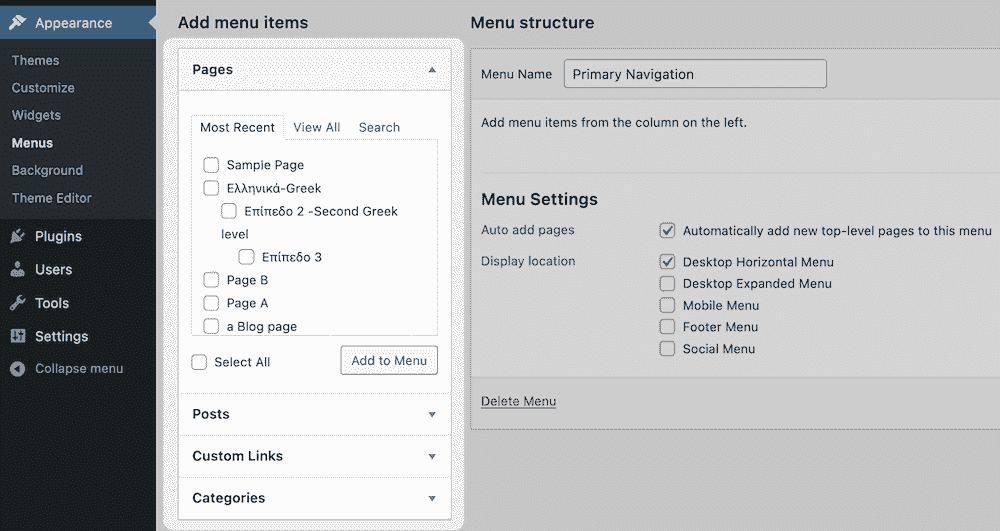 Appearance
Themes
Customize
Widgets
Menus
Background
Theme Editor
Plugins
Users
Tools
Settings
Collapse menu
Add menu items
Pages
Most Recent View All Search
Sample Page
Ελληνικά-Greek
Επίπεδο 2 -Second Greek
level
Επίπεδο 3
Page B
Page A
a Blog page
Select All Add to Menu
Posts
Custom Links
Categories
Menu structure
Menu Name Primary Navigation
Add menu items from the column on the left.
Menu Settings
Auto add pages Automatically add new top-level pages to this menu
Display location Desktop Horizontal Menu
Desktop Expanded Menu
Mobile Menu
Footer Menu
Social Menu
Delete Menu